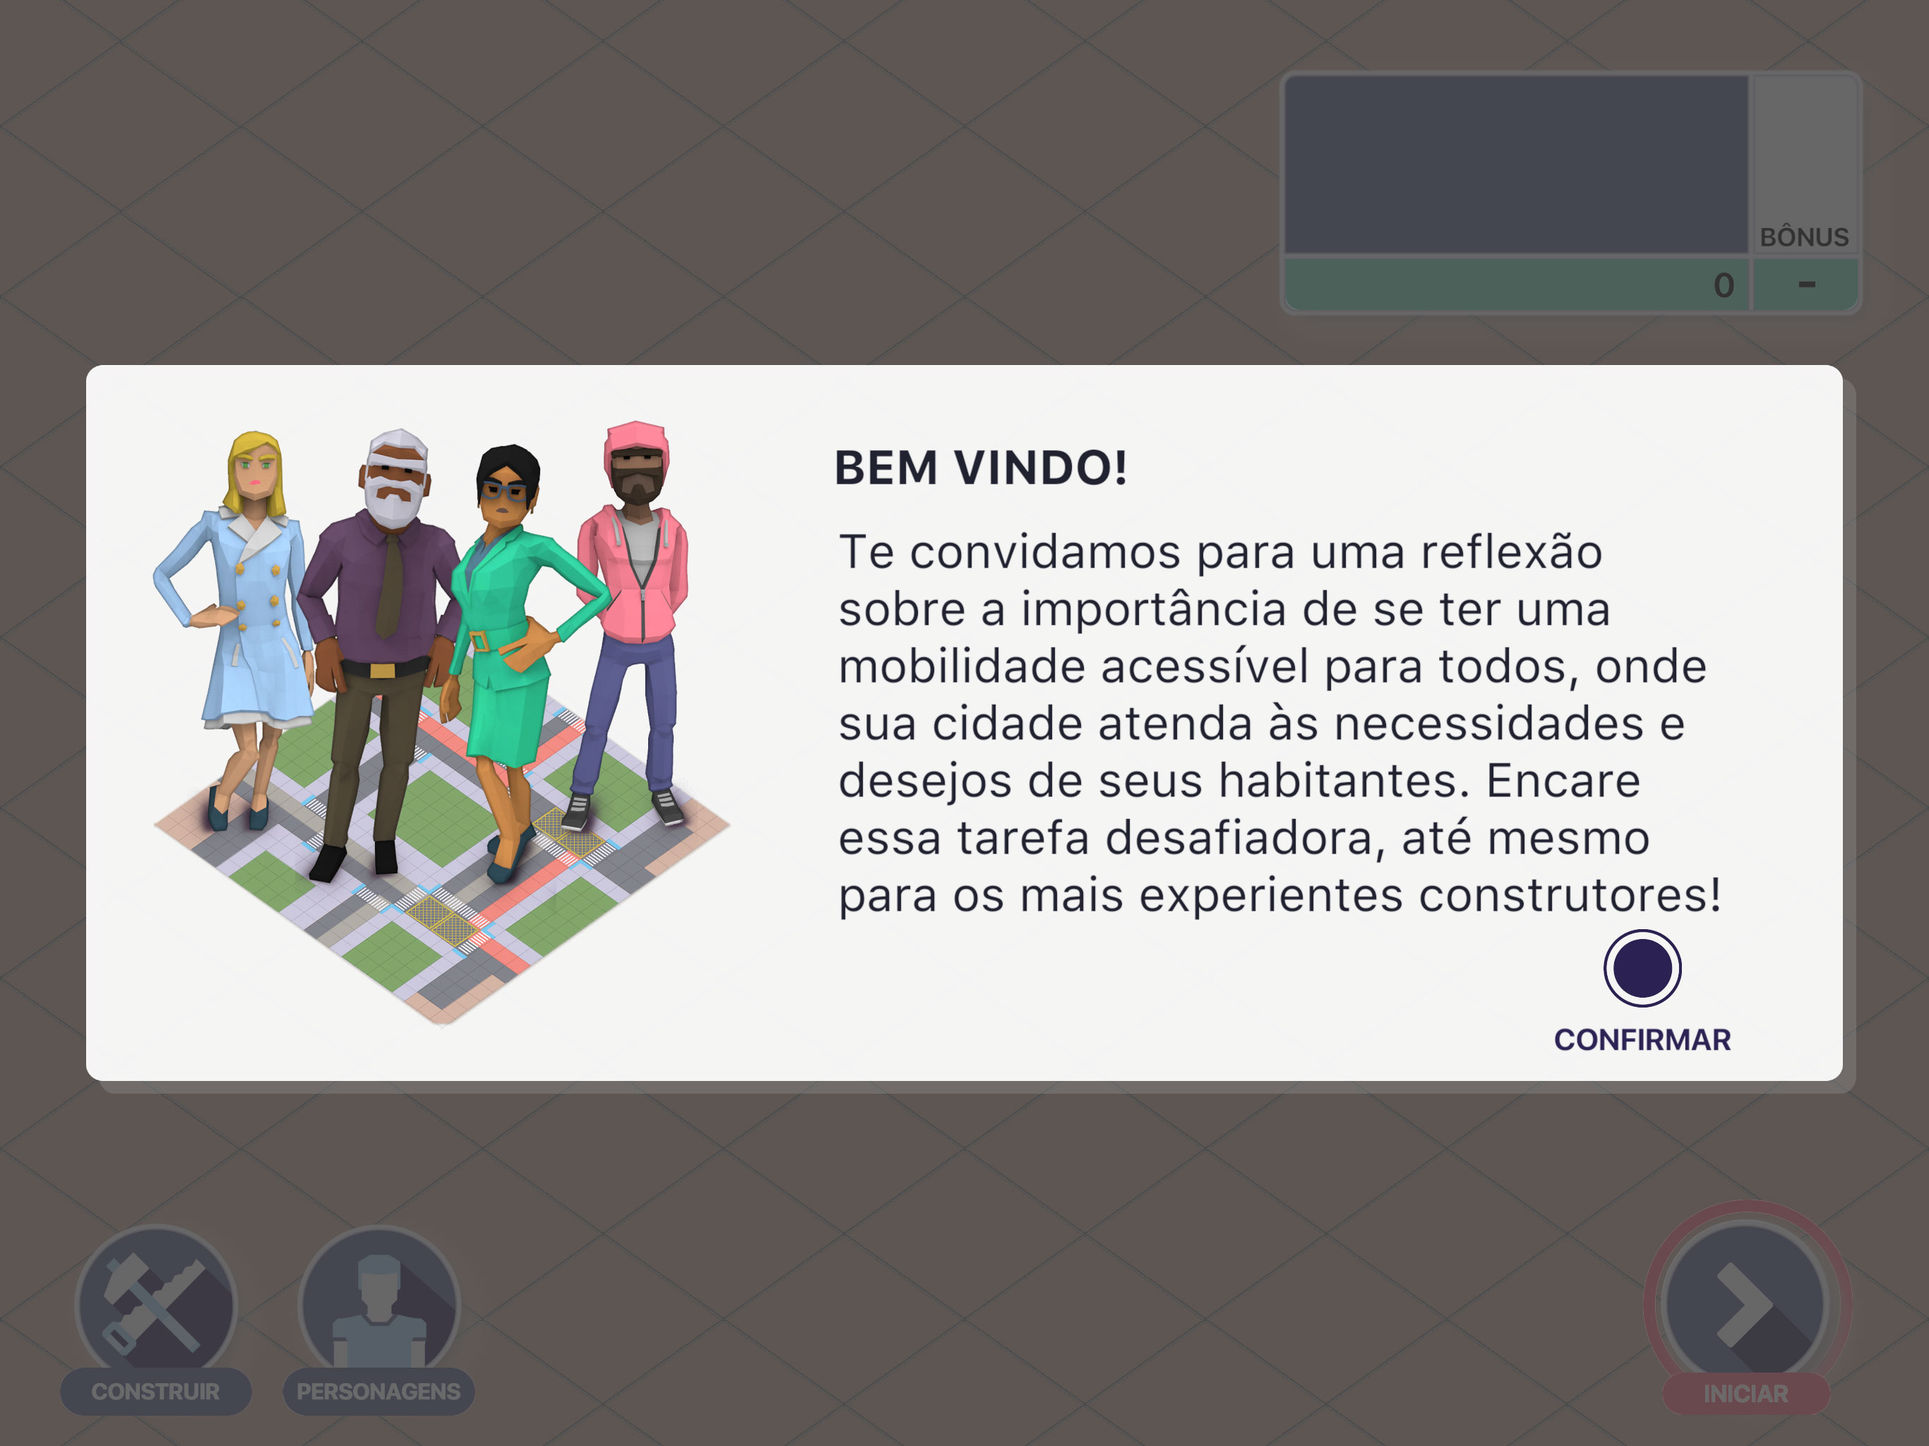 BÔNUS
0 -
BEM VINDO!
Te convidamos para uma reflexão
sobre a importância de se ter uma
mobilidade acessível para todos, onde
sua cidade atenda às necessidades e
desejos de seus habitantes. Encare
essa tarefa desafiadora, até mesmo
para os mais experientes construtores!
CONFIRMAR
CONSTRUIR
PERSONAGENS
INICIAR